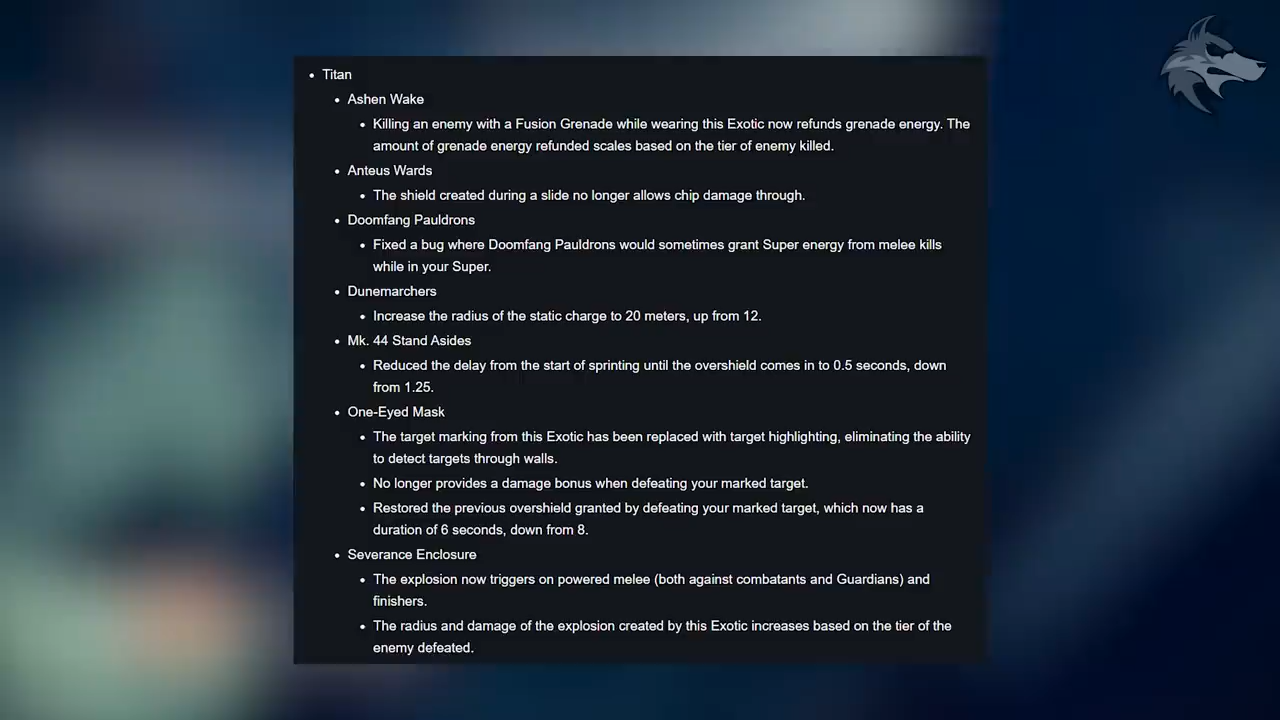 Titan
Ashen Wake
Killing an enemy with a Fusion Grenade while wearing this Exotic now refunds grenade energy. The
amount of grenade energy refunded scales based on the tier of enemy killed.
Anteus Wards
The shield created during a slide no longer allows chip damage through.
Doomfang Pauldrons
Fixed a bug where Doomfang Pauldrons would sometimes grant Super energy from melee kills
while in your Super.
Dunemarchers
Increase the radius of the static charge to 20 meters, up from 12.
Mk. 44 Stand Asides
Reduced the delay from the start of sprinting until the overshield comes in to 0.5 seconds, down
from 1.25.
One-Eyed Mask
The target marking from this Exotic has been replaced with target highlighting, eliminating the ability
to detect targets through walls.
No longer provides a damage bonus when defeating your marked target.
Restored the previous overshield granted by defeating your marked target, which now has a
duration of 6 seconds, down from 8.
Severance Enclosure
The explosion now triggers on powered melee (both against combatants and Guardians) and
finishers.
The radius and damage of the explosion created by this Exotic increases based on the tier of the
enemy defeated.